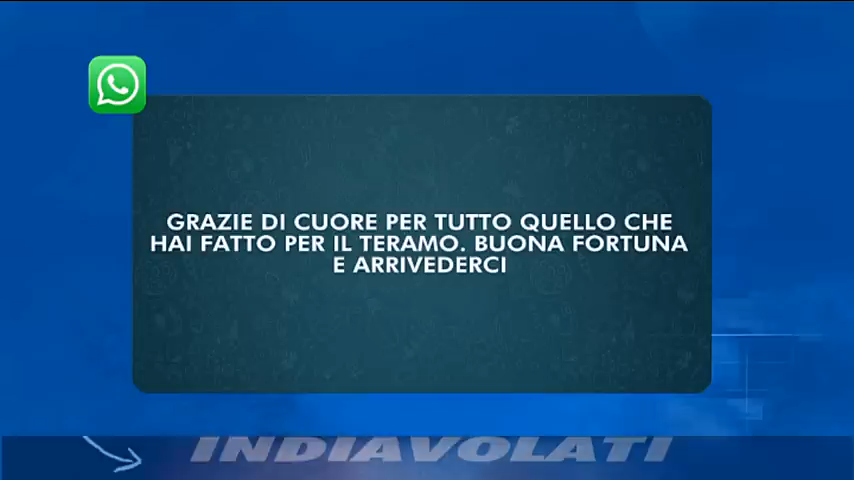 GRAZIE DI CUORE PER TUTTO QUELLO CHE
HAI FATTO PER IL TERAMO. BUONA FORTUNA
E ARRIVEDERCI
INDIAVOLATI